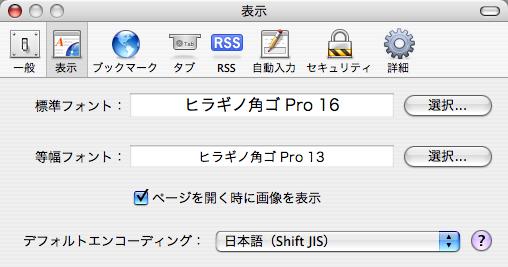 表示
Tab
RSS
一般 表示 ブックマーク タブ RSS 自動入力 セキュリティ 詳細
標準フォント： ヒラギノ角ゴ Pro 16 選択...
等幅フォント： ヒラギノ角ゴ Pro 13 選択...
ページを開く時に画像を表示
デフォルトエンコーディング： 日本語（Shift JIS） ?